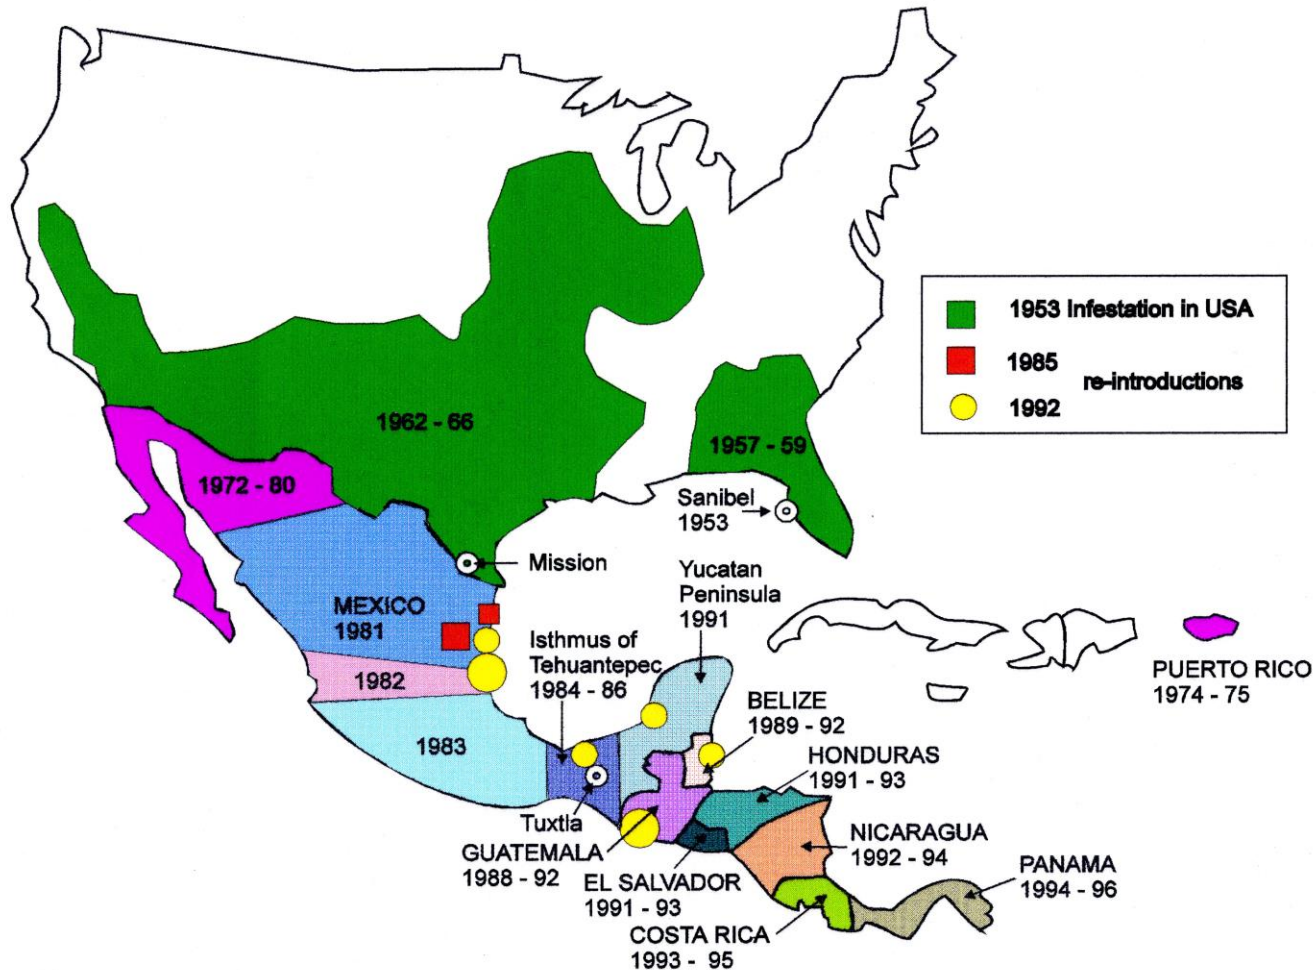 1953 Infestation in USA
1985
re-introductions
1992
1962 - 66
1957 - 59
1972 - 80
Sanibel
1953
Mission
Yucatan
Peninsula
1991
MEXICO
1981
Isthmus of
Tehuantepec
1984 - 86
1982
PUERTO RICO
1974 - 75
BELIZE
1989 - 92
1983
HONDURAS
1991 - 93
Tuxtla
GUATEMALA
1988 - 92
NICARAGUA
1992 - 94
EL SALVADOR
1991 - 93
PANAMA
1994 - 96
COSTA RICA
1993 - 95